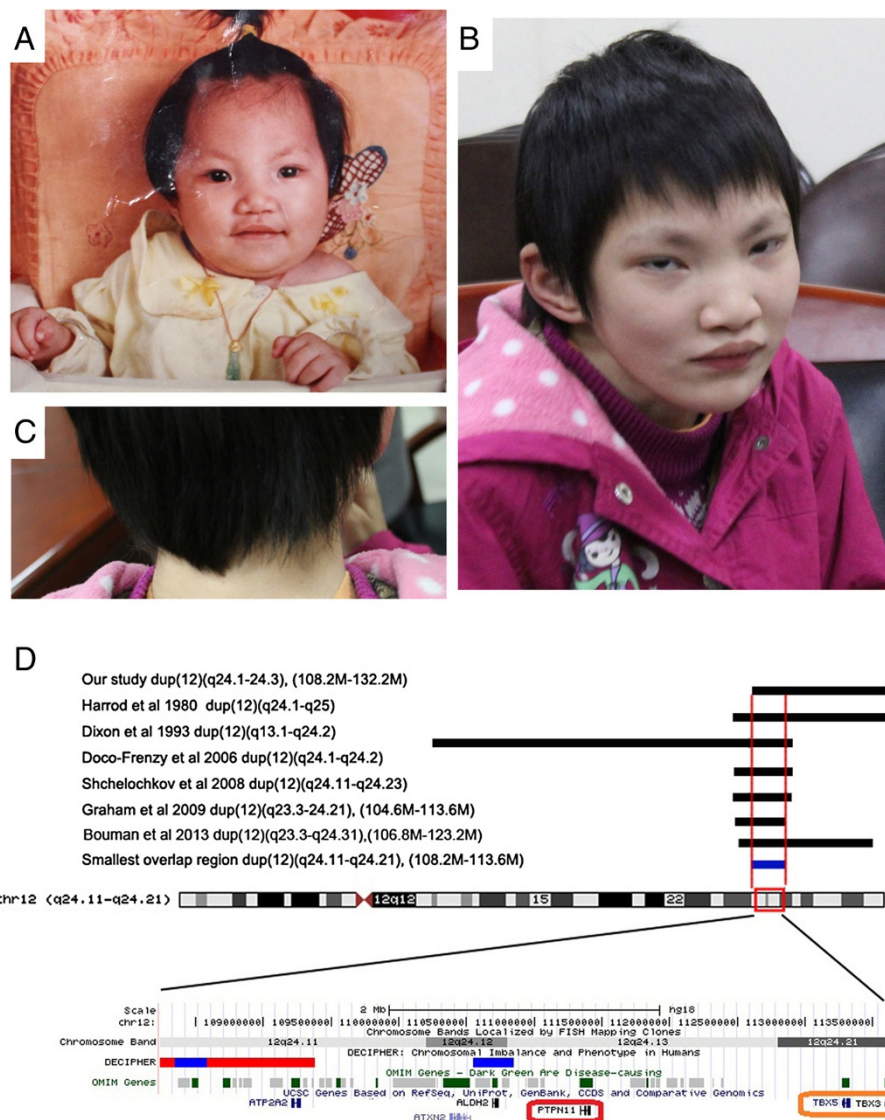 A
B
C
D
Our study dup(12)(q24.1-24.3), (108.2M-132.2M)
Harrod et al 1980 dup(12)(q24.1-q25)
Dixon et al 1993 dup(12)(q13.1-q24.2)
Doco-Frenzy et al 2006 dup(12)(q24.1-q24.2)
Shchelochkov et al 2008 dup(12)(q24.11-q24.23)
Graham et al 2009 dup(12)(q23.3-24.21), (104.6M-113.6M)
Bouman et al 2013 dup(12)(q23.3-q24.31),(106.8M-123.2M)
Smallest overlap region dup(12)(q24.11-q24.21), (108.2M-113.6M)
chr12 (q24.11-q24.21) 12q12 15 22
Scale 2 Mb hg18
chr12: 109000000 109500000 110000000 110500000 111000000 111500000 112000000 112500000 113000000 113500000
Chromosome Bands Localized by FISH Mapping Clones
Chromosome Band 12q24.11 12q24.12 12q24.13 12q24.21
DECIPHER: Chromosomal Imbalance and Phenotype in Humans
DECIPHER
OMIM Genes - Dark Green Are Disease-causing
OMIM Genes
UCSC Genes Based on RefSeq, UniProt, GenBank, CCDS and Comparative Genomics
ATP2A2 ALDH2 PTPN11 TBX5 TBX3
ATXN2